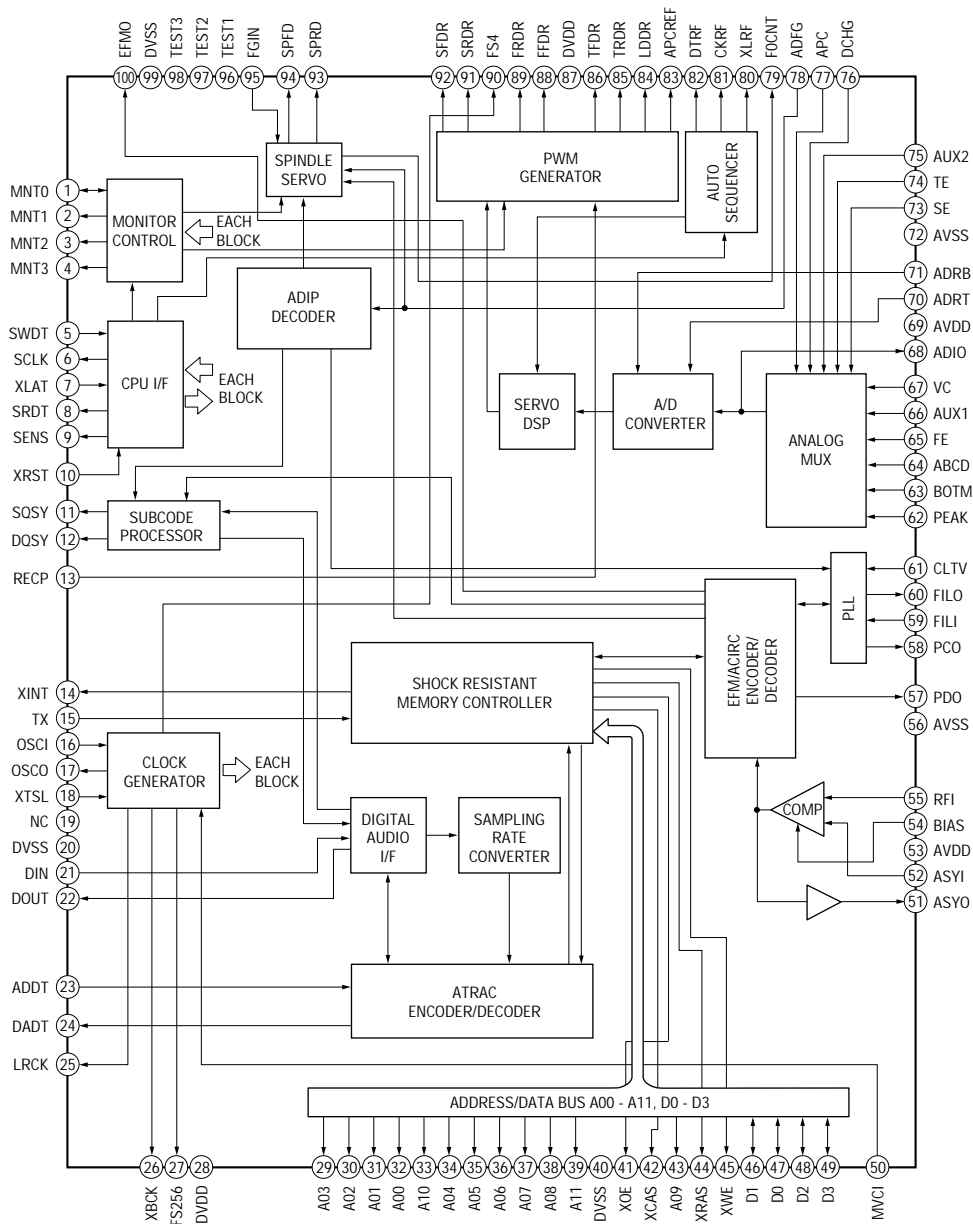 EFMO
DVSS
TEST3
TEST2
TEST1
FGIN
SPFD
SPRD
SFDR
SRDR
FS4
FRDR
FFDR
DVDD
TFDR
TRDR
LDDR
APCREF
DTRF
CKRF
XLRF
F0CNT
ADFG
APC
DCHG
100 99 98 97 96 95 94 93 92 91 90 89 88 87 86 85 84 83 82 81 80 79 78 77 76
MNT0 1
MNT1 2
MNT2 3
MNT3 4
SWDT 5
SCLK 6
XLAT 7
SRDT 8
SENS 9
XRST 10
SQSY 11
DQSY 12
RECP 13
XINT 14
TX 15
OSCI 16
OSCO 17
XTSL 18
NC 19
DVSS 20
DIN 21
DOUT 22
ADDT 23
DADT 24
LRCK 25
MONITOR
CONTROL
EACH
BLOCK
SPINDLE
SERVO
PWM
GENERATOR
AUTO
SEQUENCER
ADIP
DECODER
CPU I/F
EACH
BLOCK
SERVO
DSP
A/D
CONVERTER
ANALOG
MUX
SUBCODE
PROCESSOR
EFM/ACIRC
ENCODER/
DECODER
PLL
SHOCK RESISTANT
MEMORY CONTROLLER
CLOCK
GENERATOR
EACH
BLOCK
DIGITAL
AUDIO
I/F
SAMPLING
RATE
CONVERTER
COMP
ATRAC
ENCODER/DECODER
ADDRESS/DATA BUS A00 - A11, D0 - D3
75 AUX2
74 TE
73 SE
72 AVSS
71 ADRB
70 ADRT
69 AVDD
68 ADIO
67 VC
66 AUX1
65 FE
64 ABCD
63 BOTM
62 PEAK
61 CLTV
60 FILO
59 FILI
58 PCO
57 PDO
56 AVSS
55 RFI
54 BIAS
53 AVDD
52 ASYI
51 ASYO
26 27 28 29 30 31 32 33 34 35 36 37 38 39 40 41 42 43 44 45 46 47 48 49 50
XBCK
FS256
DVDD
A03
A02
A01
A00
A10
A04
A05
A06
A07
A08
A11
DVSS
XOE
XCAS
A09
XRAS
XWE
D1
D0
D2
D3
MVCI